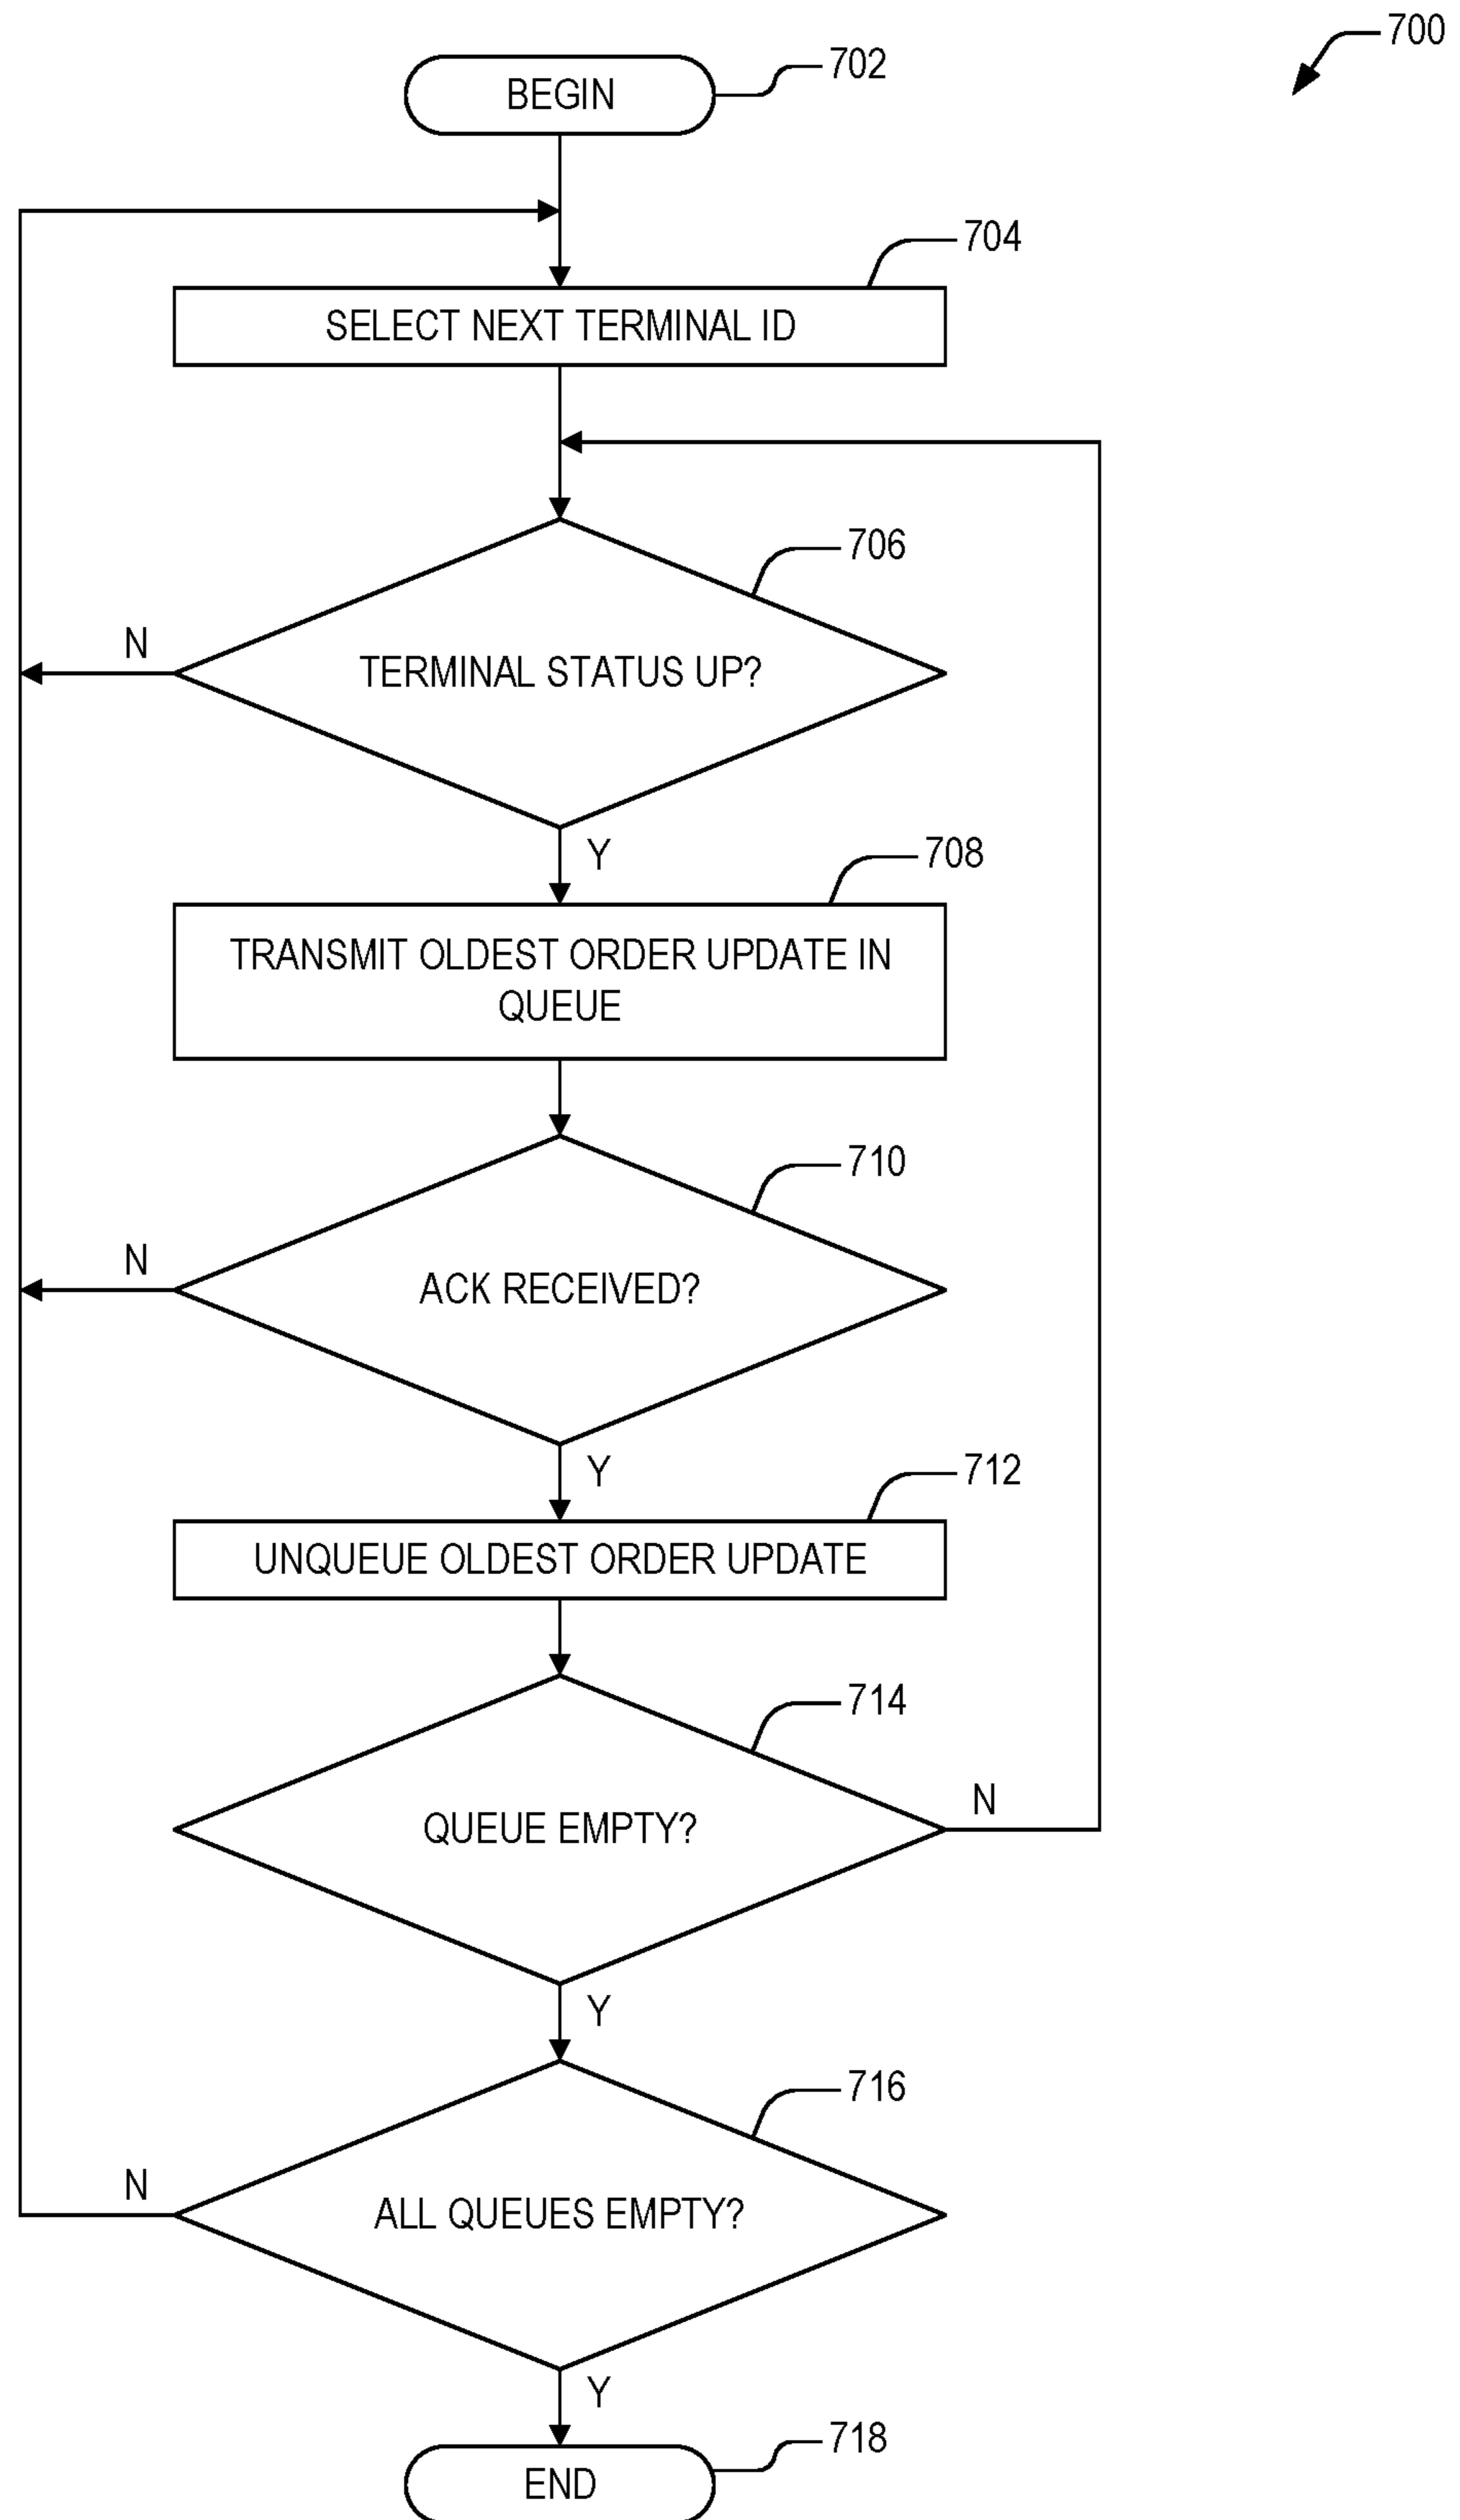 700
BEGIN
702
704
SELECT NEXT TERMINAL ID
706
N
TERMINAL STATUS UP?
Y
708
TRANSMIT OLDEST ORDER UPDATE IN
QUEUE
710
N
ACK RECEIVED?
Y
712
UNQUEUE OLDEST ORDER UPDATE
714
QUEUE EMPTY?
N
Y
716
N
ALL QUEUES EMPTY?
Y
718
END